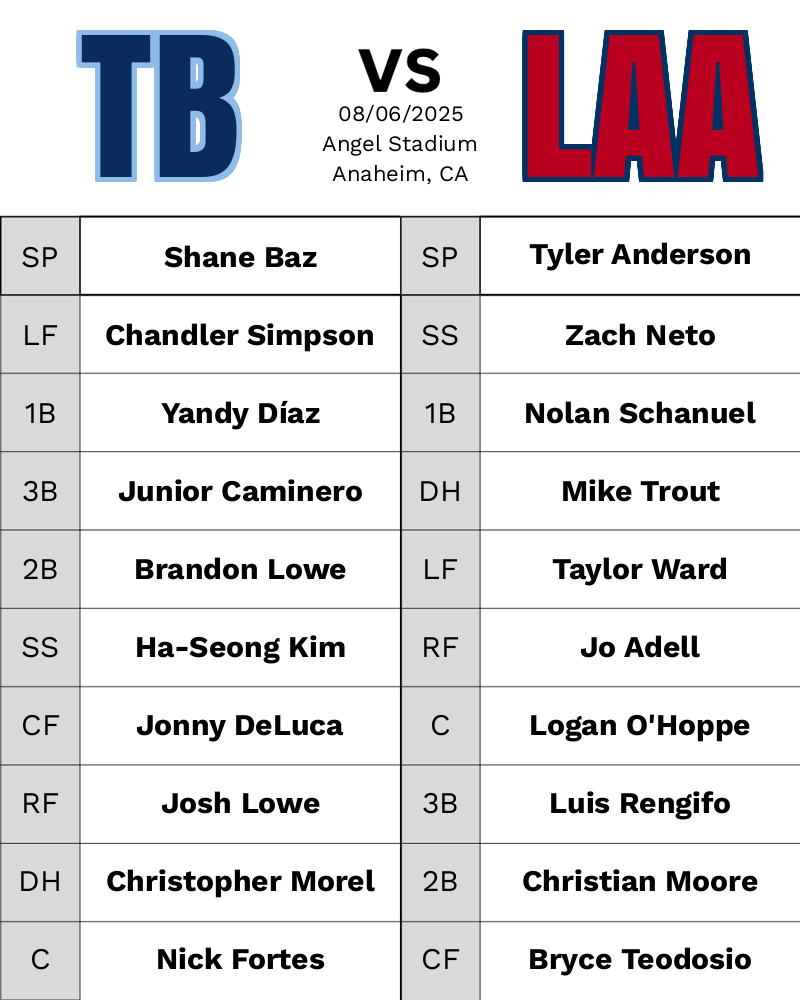 TB
VS
08/06/2025
Angel Stadium
Anaheim, CA
LAA
SP Shane Baz SP Tyler Anderson
LF Chandler Simpson SS Zach Neto
1B Yandy Díaz 1B Nolan Schanuel
3B Junior Caminero DH Mike Trout
2B Brandon Lowe LF Taylor Ward
SS Ha-Seong Kim RF Jo Adell
CF Jonny DeLuca C Logan O'Hoppe
RF Josh Lowe 3B Luis Rengifo
DH Christopher Morel 2B Christian Moore
C Nick Fortes CF Bryce Teodosio